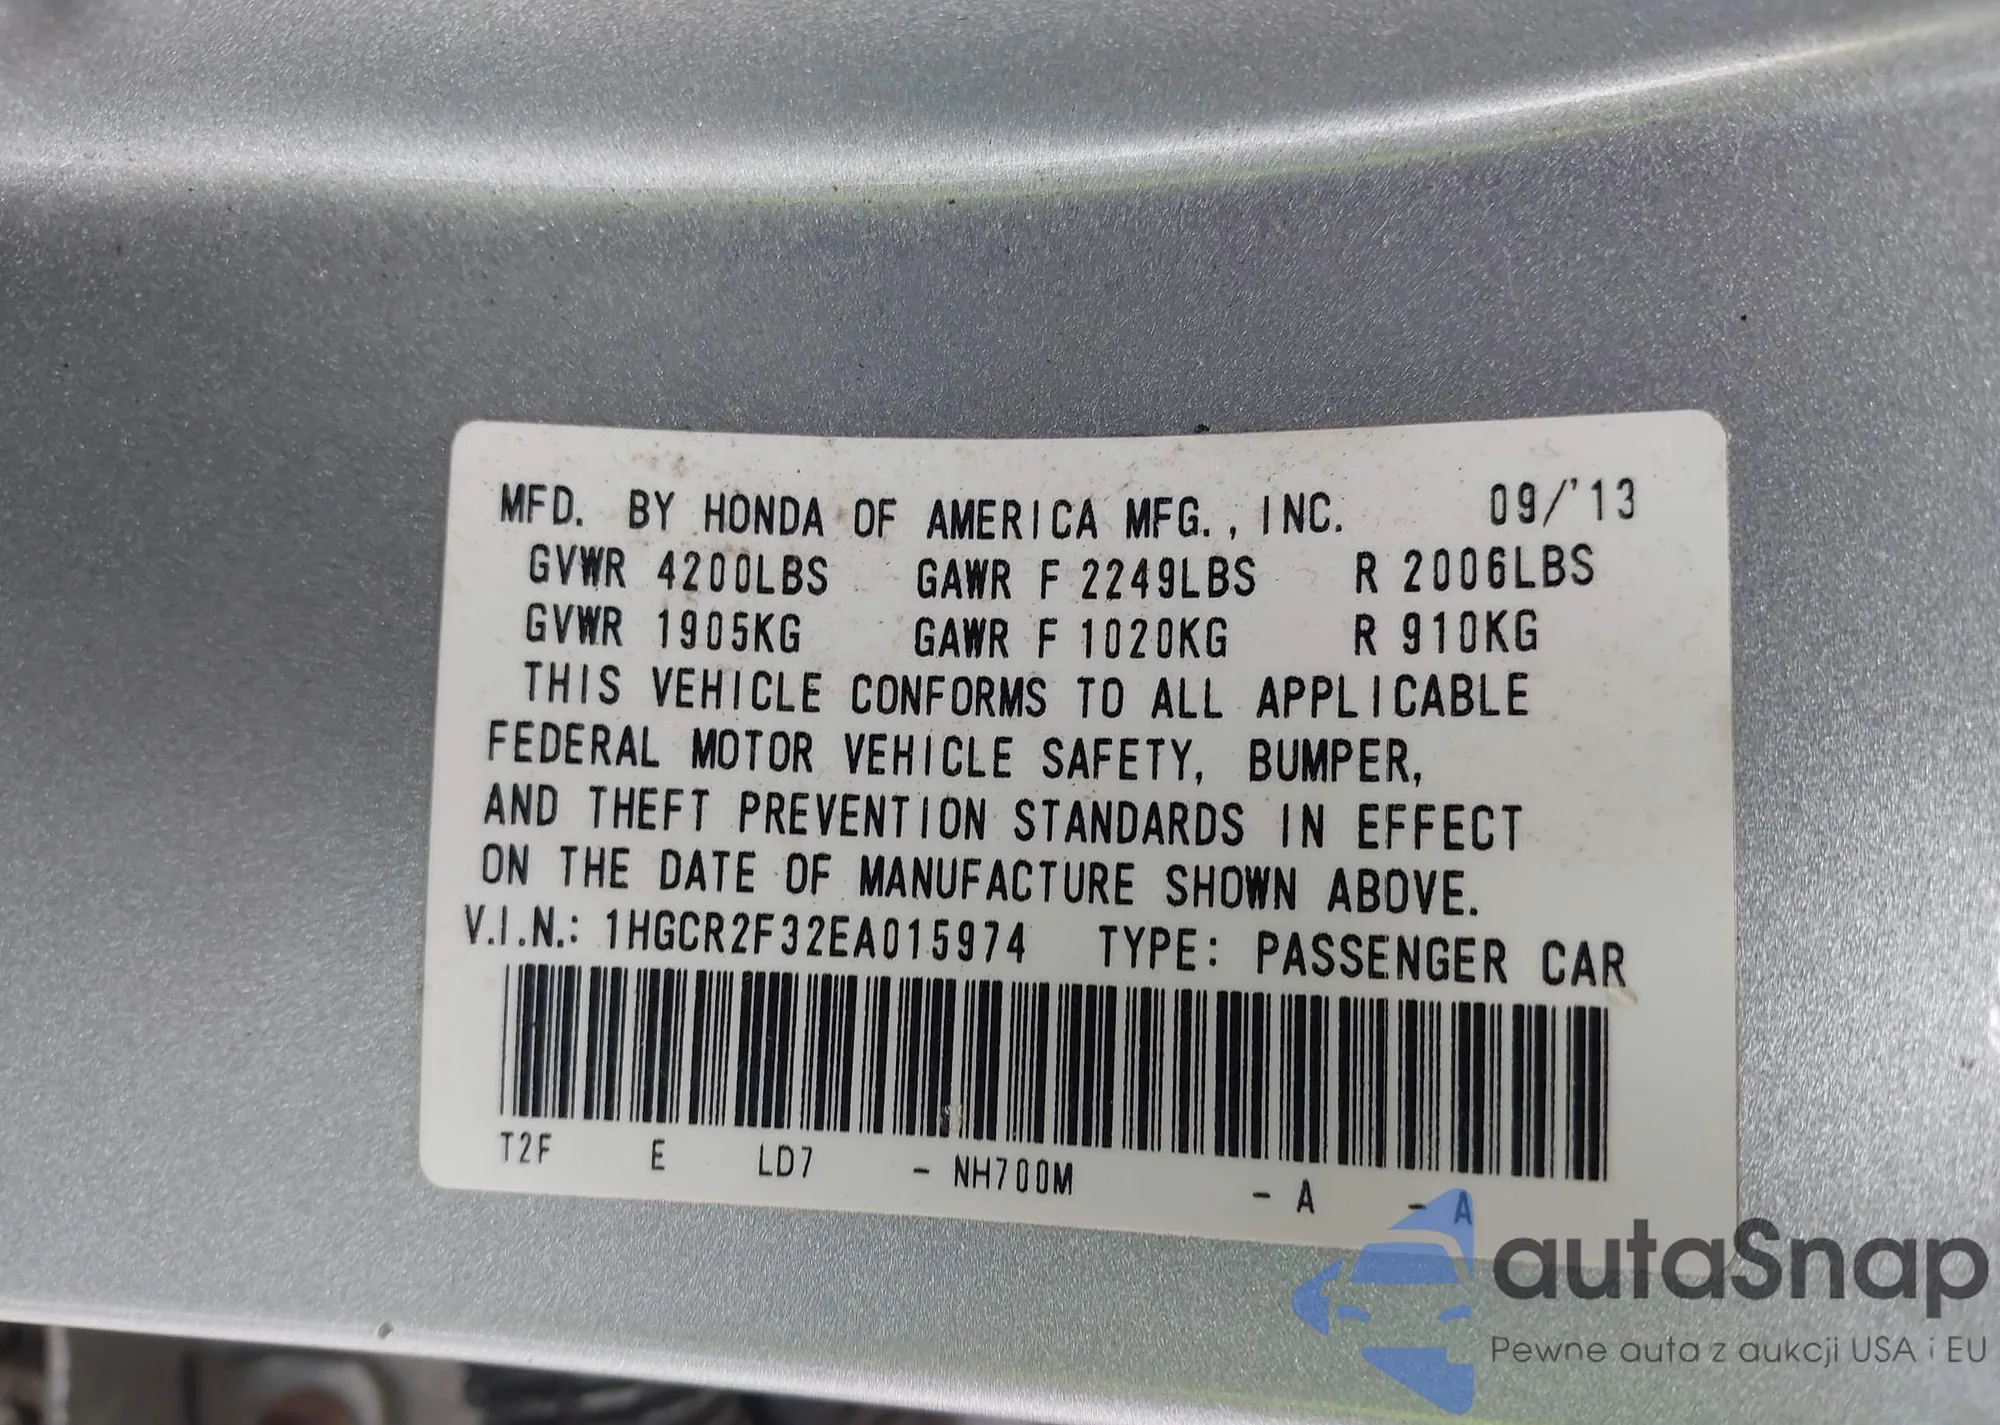 MFD. BY HONDA OF AMERICA MFG., INC. 09/'13
GVWR 4200LBS GAWR F 2249LBS R 2006LBS
GVWR 1905KG GAWR F 1020KG R 910KG
THIS VEHICLE CONFORMS TO ALL APPLICABLE
FEDERAL MOTOR VEHICLE SAFETY, BUMPER,
AND THEFT PREVENTION STANDARDS IN EFFECT
ON THE DATE OF MANUFACTURE SHOWN ABOVE.
V.I.N.: 1HGCR2F32EA015974 TYPE: PASSENGER CAR
T2F E LD7 - NH700M - A - A
autaSnap
Pewne auta z aukcji USA i EU